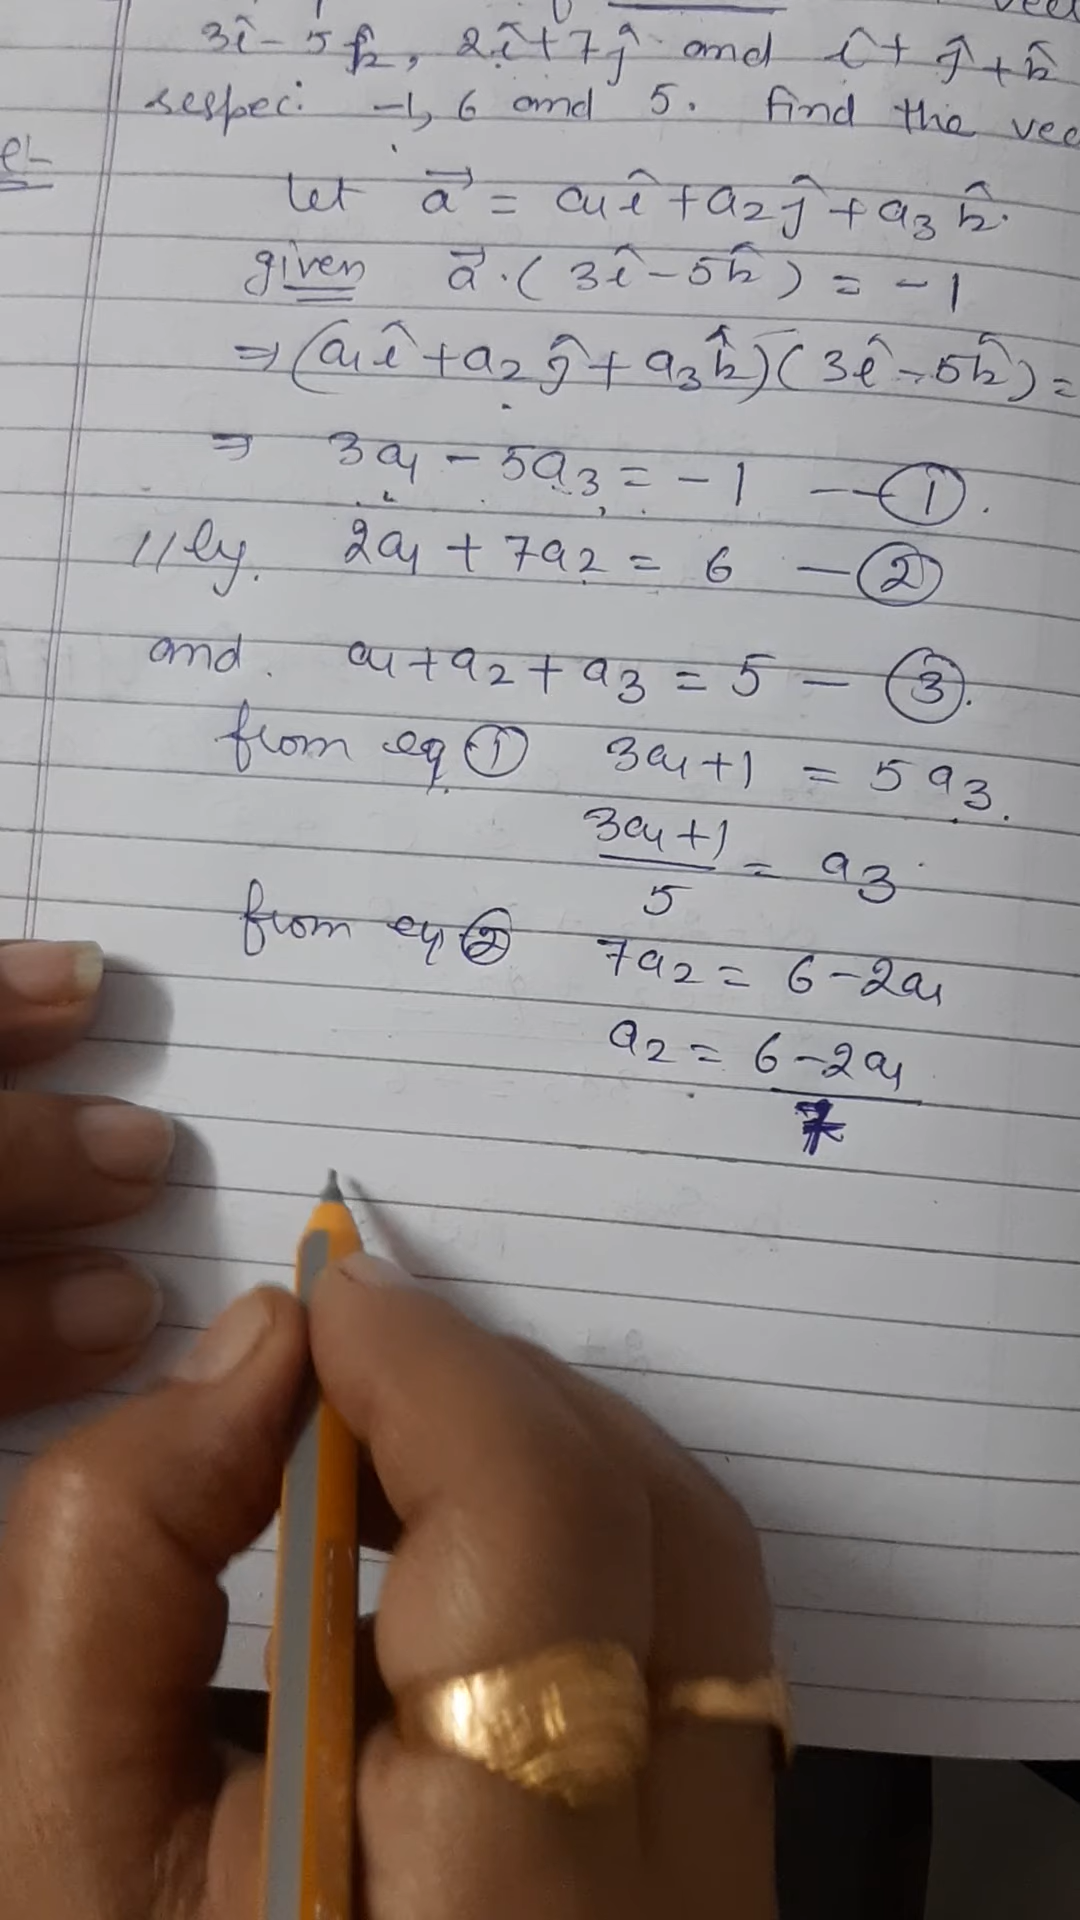 3î - 5k̂, 2î + 7ĵ and î + ĵ + k̂
respec: -1, 6 and 5. find the vec
let a⃗ = a₁î + a₂ĵ + a₃k̂.
given a⃗.(3î - 5k̂) = -1
⇒ (a₁î + a₂ĵ + a₃k̂)(3î - 5k̂) =
⇒ 3a₁ - 5a₃ = -1 — ①.
//ly. 2a₁ + 7a₂ = 6 — ②
and. a₁ + a₂ + a₃ = 5 — ③.
from eq ① 3a₁ + 1 = 5a₃.
(3a₁ + 1)/5 = a₃
from eq ② 7a₂ = 6 - 2a₁
a₂ = (6 - 2a₁)/7